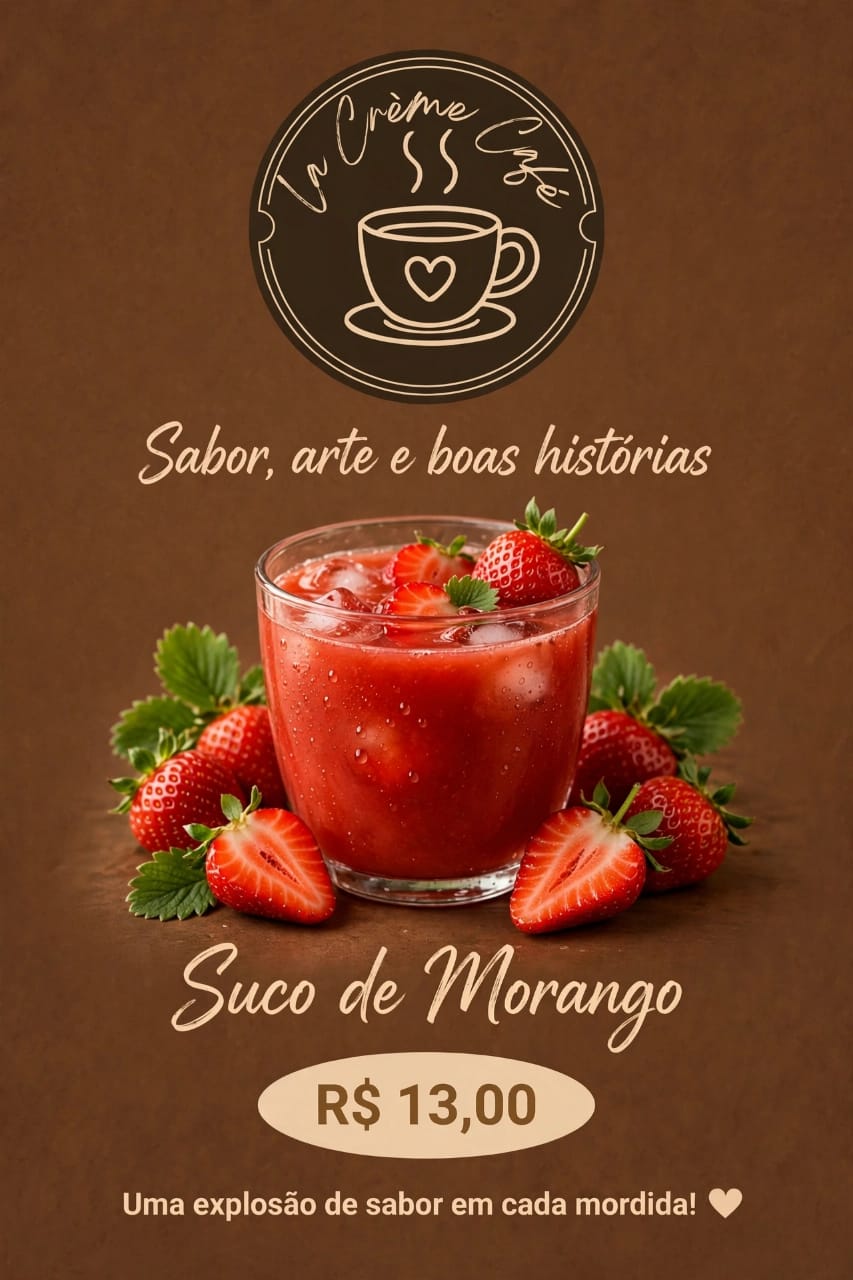 La Crème Café
Sabor, arte e boas histórias
Suco de Morango
R$ 13,00
Uma explosão de sabor em cada mordida!